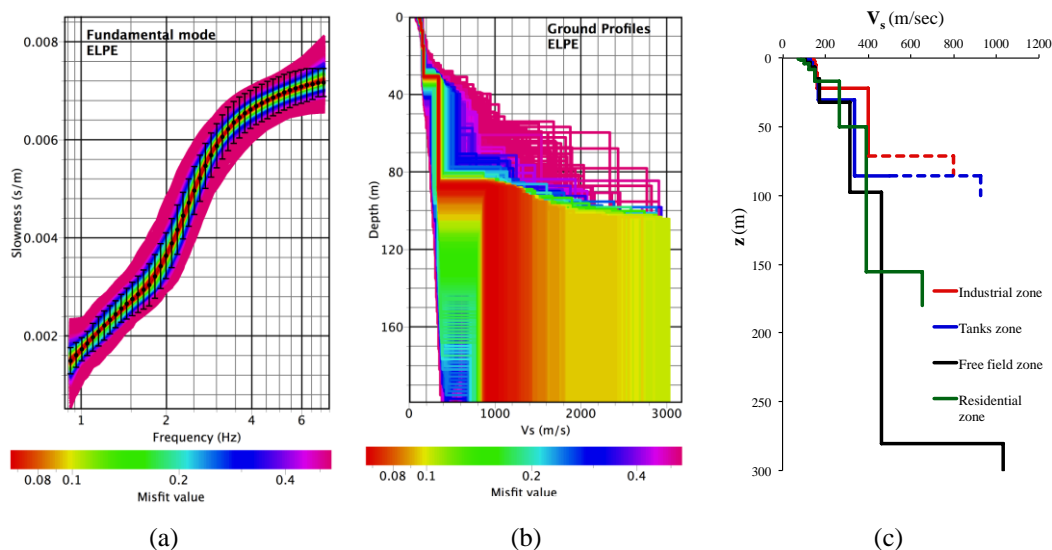 Fundamental mode
ELPE
0.008
0.006
0.004
0.002
Slowness (s/m)
1
2
4
6
Frequency (Hz)
0.08
0.1
0.2
0.4
Misfit value
(a)
Ground Profiles
ELPE
0
40
80
120
160
Depth (m)
0
1000
2000
3000
Vs (m/s)
0.08
0.1
0.2
0.4
Misfit value
(b)
Vs (m/sec)
0 200 400 600 800 1000 1200
0
50
100
150
200
250
300
z (m)
Industrial zone
Tanks zone
Free field zone
Residential
zone
(c)